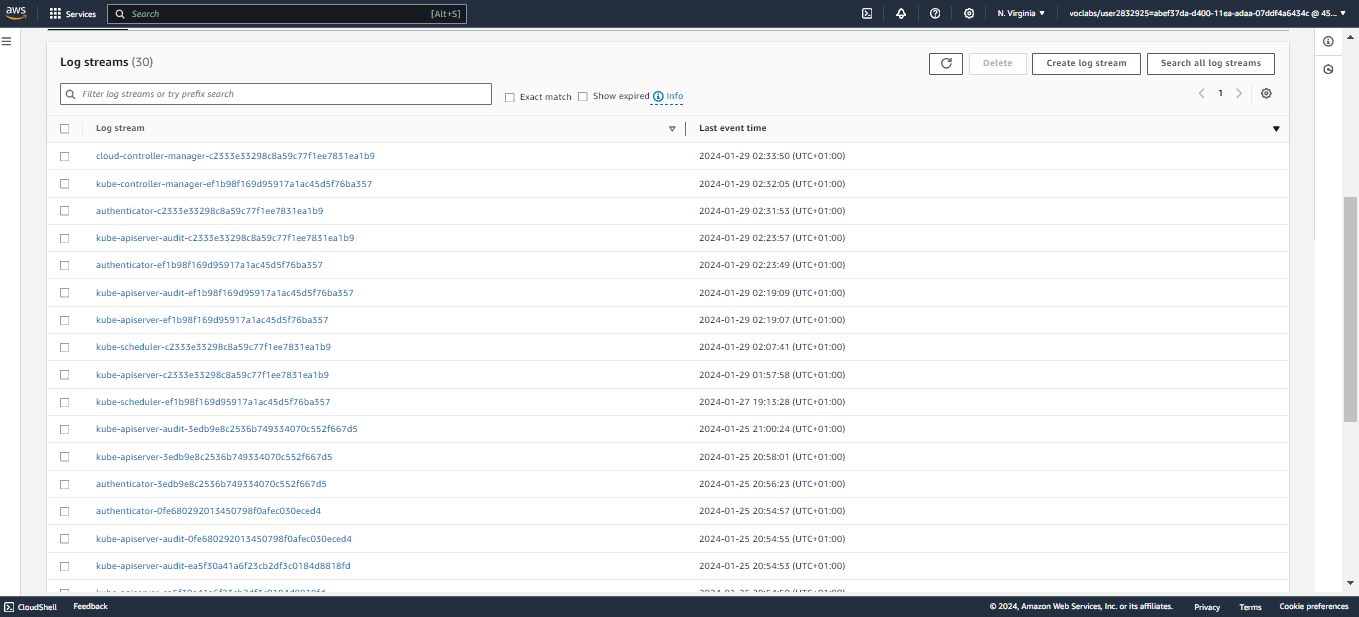 aws Services Search [Alt+S] N. Virginia voclabs/user2832925=abef37da-d400-11ea-adaa-07ddf4a6434c @ 45...
Log streams (30)
Delete Create log stream Search all log streams
Filter log streams or try prefix search Exact match Show expired Info 1
Log stream Last event time
cloud-controller-manager-c2333e33298c8a59c77f1ee7831ea1b9 2024-01-29 02:33:50 (UTC+01:00)
kube-controller-manager-ef1b98f169d95917a1ac45d5f76ba357 2024-01-29 02:32:05 (UTC+01:00)
authenticator-c2333e33298c8a59c77f1ee7831ea1b9 2024-01-29 02:31:53 (UTC+01:00)
kube-apiserver-audit-c2333e33298c8a59c77f1ee7831ea1b9 2024-01-29 02:23:57 (UTC+01:00)
authenticator-ef1b98f169d95917a1ac45d5f76ba357 2024-01-29 02:23:49 (UTC+01:00)
kube-apiserver-audit-ef1b98f169d95917a1ac45d5f76ba357 2024-01-29 02:19:09 (UTC+01:00)
kube-apiserver-ef1b98f169d95917a1ac45d5f76ba357 2024-01-29 02:19:07 (UTC+01:00)
kube-scheduler-c2333e33298c8a59c77f1ee7831ea1b9 2024-01-29 02:07:41 (UTC+01:00)
kube-apiserver-c2333e33298c8a59c77f1ee7831ea1b9 2024-01-29 01:57:58 (UTC+01:00)
kube-scheduler-ef1b98f169d95917a1ac45d5f76ba357 2024-01-27 19:13:28 (UTC+01:00)
kube-apiserver-audit-3edb9e8c2536b749334070c552f667d5 2024-01-25 21:00:24 (UTC+01:00)
kube-apiserver-3edb9e8c2536b749334070c552f667d5 2024-01-25 20:58:01 (UTC+01:00)
authenticator-3edb9e8c2536b749334070c552f667d5 2024-01-25 20:56:23 (UTC+01:00)
authenticator-0fe680292013450798f0afec030eced4 2024-01-25 20:54:57 (UTC+01:00)
kube-apiserver-audit-0fe680292013450798f0afec030eced4 2024-01-25 20:54:55 (UTC+01:00)
kube-apiserver-audit-ea5f30a41a6f23cb2df3c0184d8818fd 2024-01-25 20:54:53 (UTC+01:00)
CloudShell Feedback © 2024, Amazon Web Services, Inc. or its affiliates. Privacy Terms Cookie preferences